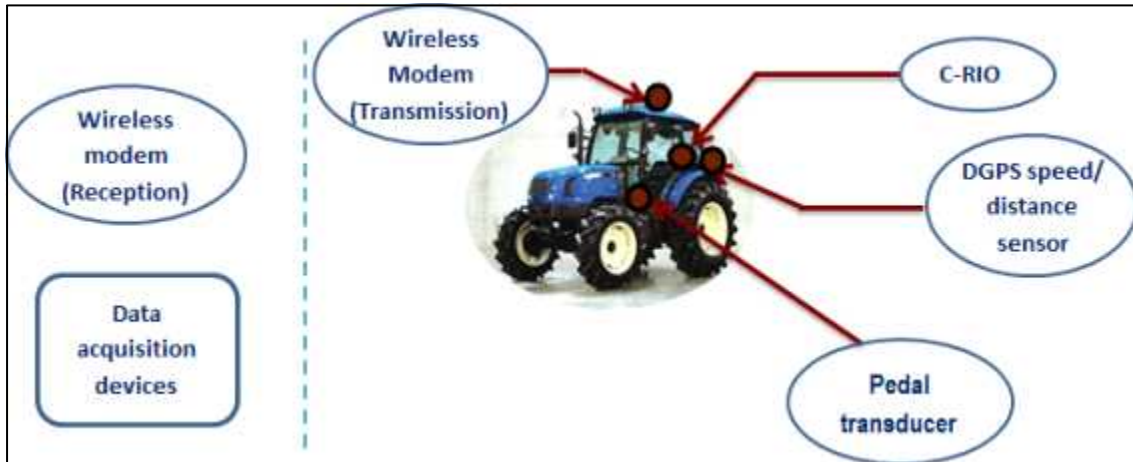 Wireless
modem
(Reception)
Data
acquisition
devices
Wireless
Modem
(Transmission)
C-RIO
DGPS speed/
distance
sensor
Pedal
transducer